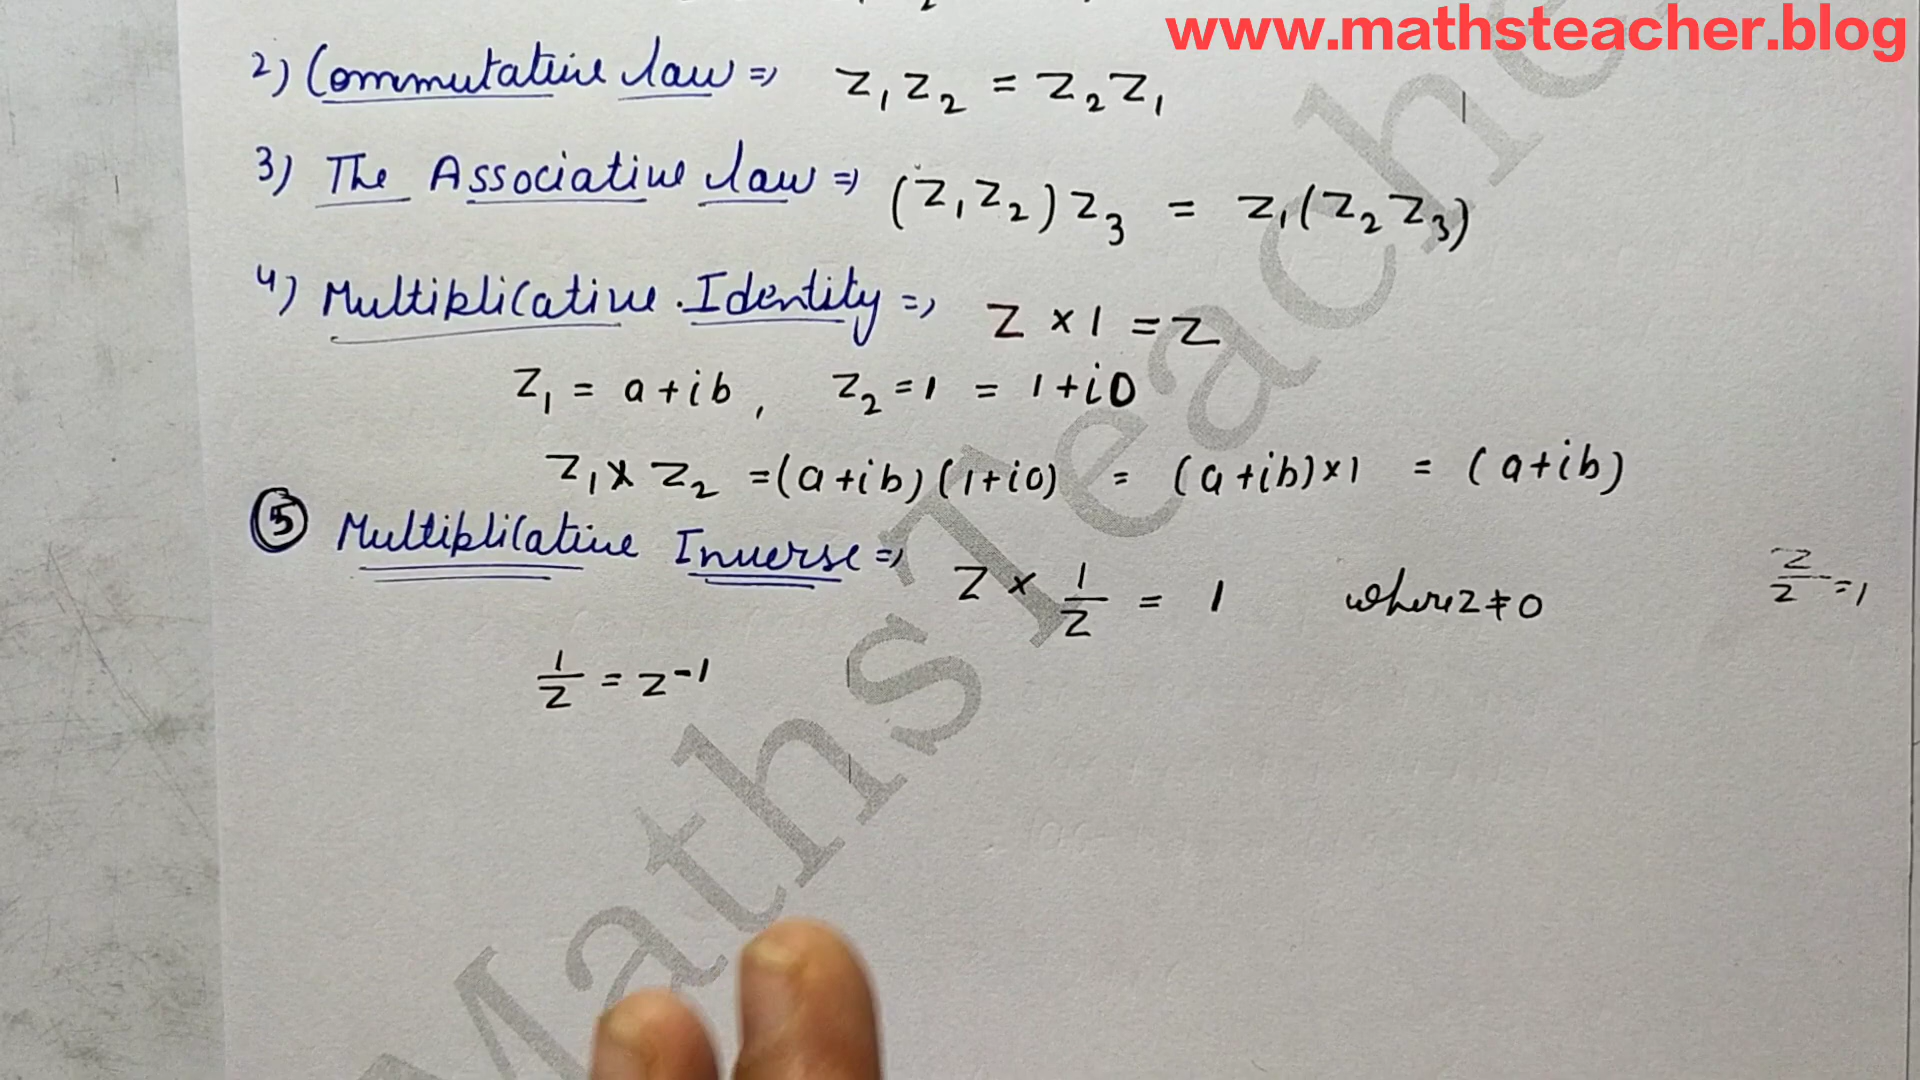 www.mathsteacher.blog
2) Commutative law => Z₁Z₂ = Z₂Z₁
3) The Associative law => (Z₁Z₂)Z₃ = Z₁(Z₂Z₃)
4) Multiplicative Identity => Z × 1 = Z
Z₁ = a+ib, Z₂ = 1 = 1+i0
Z₁ × Z₂ = (a+ib)(1+i0) = (a+ib)×1 = (a+ib)
⑤ Multiplicative Inverse => Z × 1/Z = 1 where Z≠0 Z/Z = 1
1/Z = Z⁻¹
Maths Teache